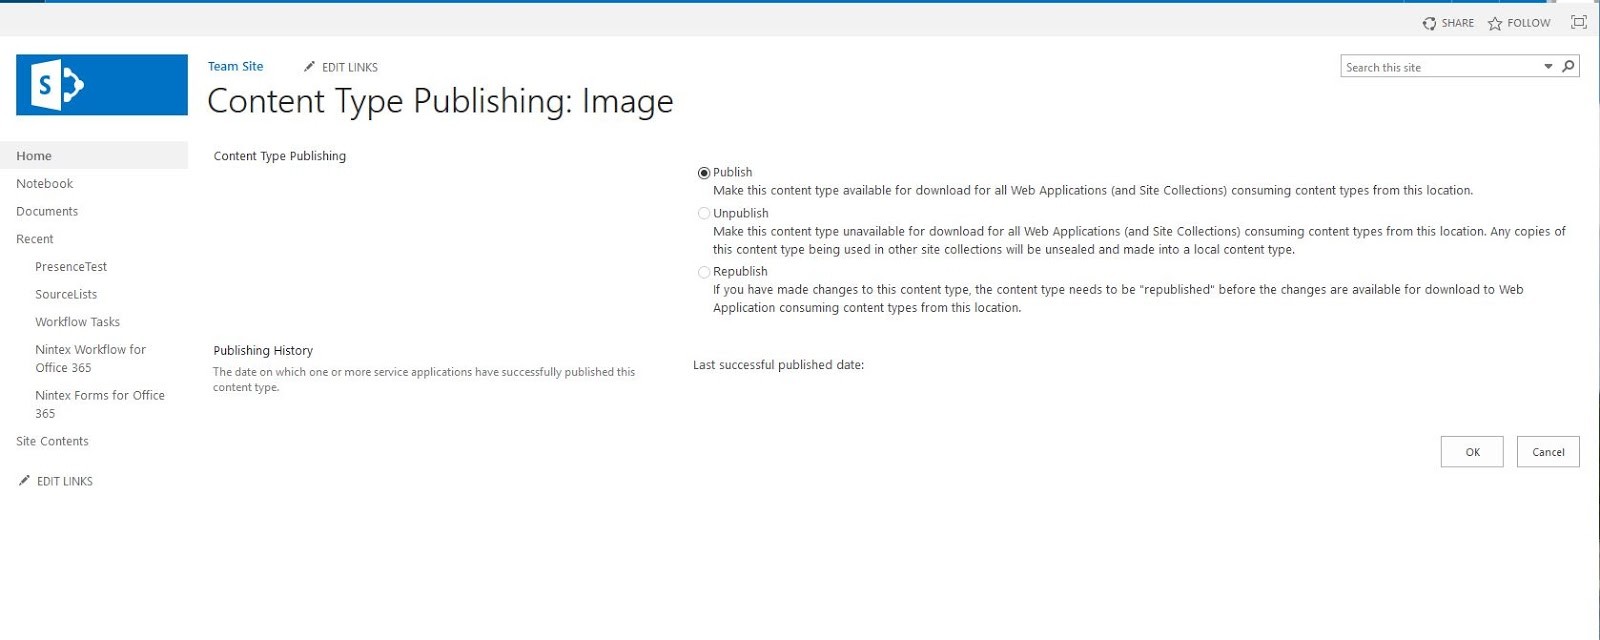 SHARE FOLLOW
S
Team Site EDIT LINKS
Search this site
Content Type Publishing: Image
Home
Notebook
Documents
Recent
PresenceTest
SourceLists
Workflow Tasks
Nintex Workflow for
Office 365
Nintex Forms for Office
365
Site Contents
EDIT LINKS
Content Type Publishing
Publish
Make this content type available for download for all Web Applications (and Site Collections) consuming content types from this location.
Unpublish
Make this content type unavailable for download for all Web Applications (and Site Collections) consuming content types from this location. Any copies of
this content type being used in other site collections will be unsealed and made into a local content type.
Republish
If you have made changes to this content type, the content type needs to be "republished" before the changes are available for download to Web
Application consuming content types from this location.
Publishing History
The date on which one or more service applications have successfully published this
content type.
Last successful published date:
OK Cancel